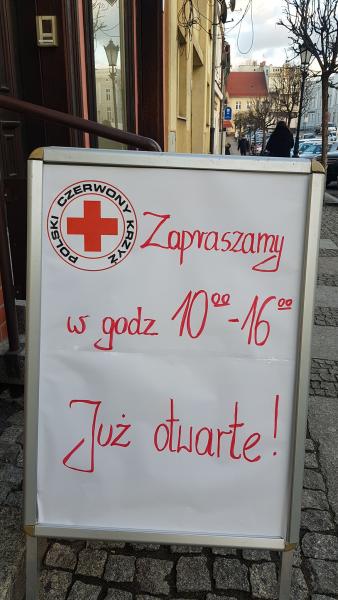 POLSKI CZERWONY KRZYŻ
Zapraszamy
w godz 10⁰⁰-16⁰⁰
Już otwarte!